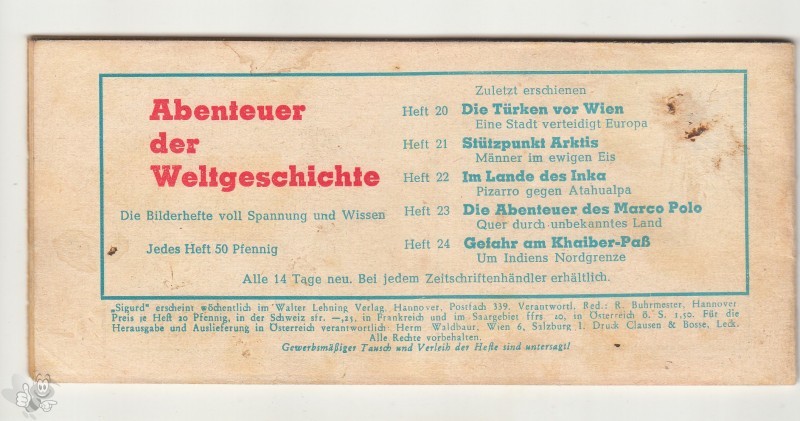 Abenteuer
der
Weltgeschichte
Die Bilderhefte voll Spannung und Wissen
Jedes Heft 50 Pfennig
Zuletzt erschienen
Heft 20 Die Türken vor Wien
Eine Stadt verteidigt Europa
Heft 21 Stützpunkt Arktis
Männer im ewigen Eis
Heft 22 Im Lande des Inka
Pizarro gegen Atahualpa
Heft 23 Die Abenteuer des Marco Polo
Quer durch unbekanntes Land
Heft 24 Gefahr am Khaiber-Paß
Um Indiens Nordgrenze
Alle 14 Tage neu. Bei jedem Zeitschriftenhändler erhältlich.
„Sigurd" erscheint wöchentlich im Walter Lehning Verlag, Hannover, Postfach 339. Verantwortl. Red.: R. Buhrmester, Hannover
Preis je Heft 20 Pfennig, in der Schweiz sfr. —,25, in Frankreich und im Saargebiet ffrs 20, in Österreich ö. S. 1,50. Für die
Herausgabe und Auslieferung in Österreich verantwortlich: Herm Waldbaur, Wien 6, Salzburg 1. Druck Clausen & Bosse, Leck.
Alle Rechte vorbehalten.
Gewerbsmäßiger Tausch und Verleih der Hefte sind untersagt!